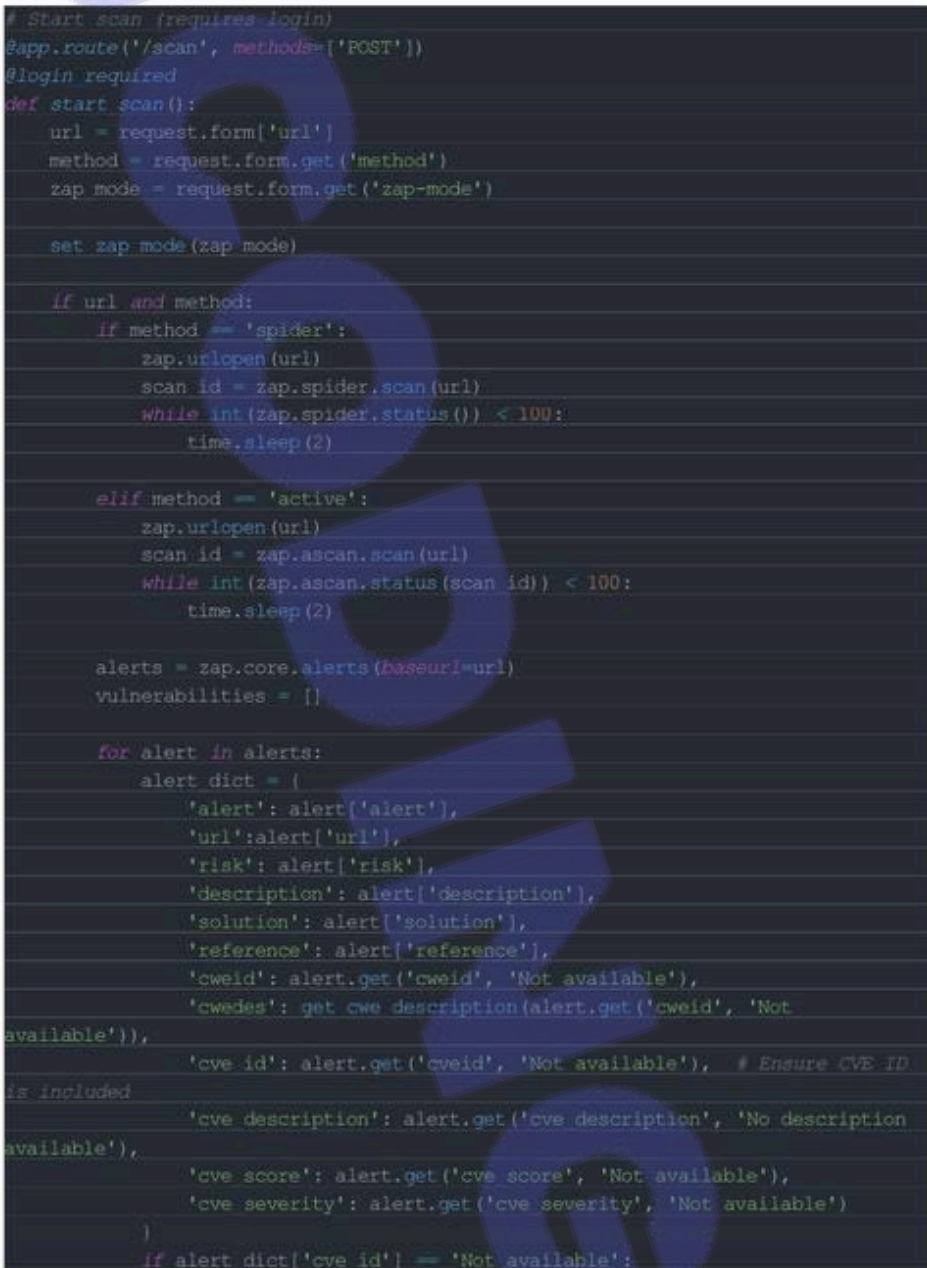 # Start scan (requires login)
@app.route('/scan', methods=['POST'])
@login required
def start scan():
    url = request.form['url']
    method = request.form.get('method')
    zap mode = request.form.get('zap-mode')
    set zap mode(zap mode)
    if url and method:
        if method == 'spider':
            zap.urlopen(url)
            scan id = zap.spider.scan(url)
            while int(zap.spider.status()) < 100:
                time.sleep(2)
        elif method == 'active':
            zap.urlopen(url)
            scan id = zap.ascan.scan(url)
            while int(zap.ascan.status(scan id)) < 100:
                time.sleep(2)
        alerts = zap.core.alerts(baseurl=url)
        vulnerabilities = []
        for alert in alerts:
            alert dict = {
                'alert': alert['alert'],
                'url':alert['url'],
                'risk': alert['risk'],
                'description': alert['description'],
                'solution': alert['solution'],
                'reference': alert['reference'],
                'cweid': alert.get('cweid', 'Not available'),
                'cwedes': get cwe description(alert.get('cweid', 'Not
available')),
                'cve id': alert.get('cveid', 'Not available'),  # Ensure CVE ID
is included
                'cve description': alert.get('cve description', 'No description
available'),
                'cve score': alert.get('cve score', 'Not available'),
                'cve severity': alert.get('cve severity', 'Not available')
            }
            if alert dict['cve id'] == 'Not available':
CODING